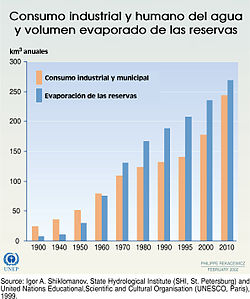 Consumo industrial y humano del agua
y volumen evaporado de las reservas
km³ anuales
300
250
200
150
100
50
0
Consumo industrial y municipal
Evaporación de las reservas
1900 1940 1950 1960 1970 1980 1990 1995 2000 2010
UNEP
PHILIPPE REKACEWICZ
FEBRUARY 2002
Source: Igor A. Shiklomanov, State Hydrological Institute (SHI, St. Petersburg) and
United Nations Educational,Scientific and Cultural Organisation (UNESCO, Paris),
1999.